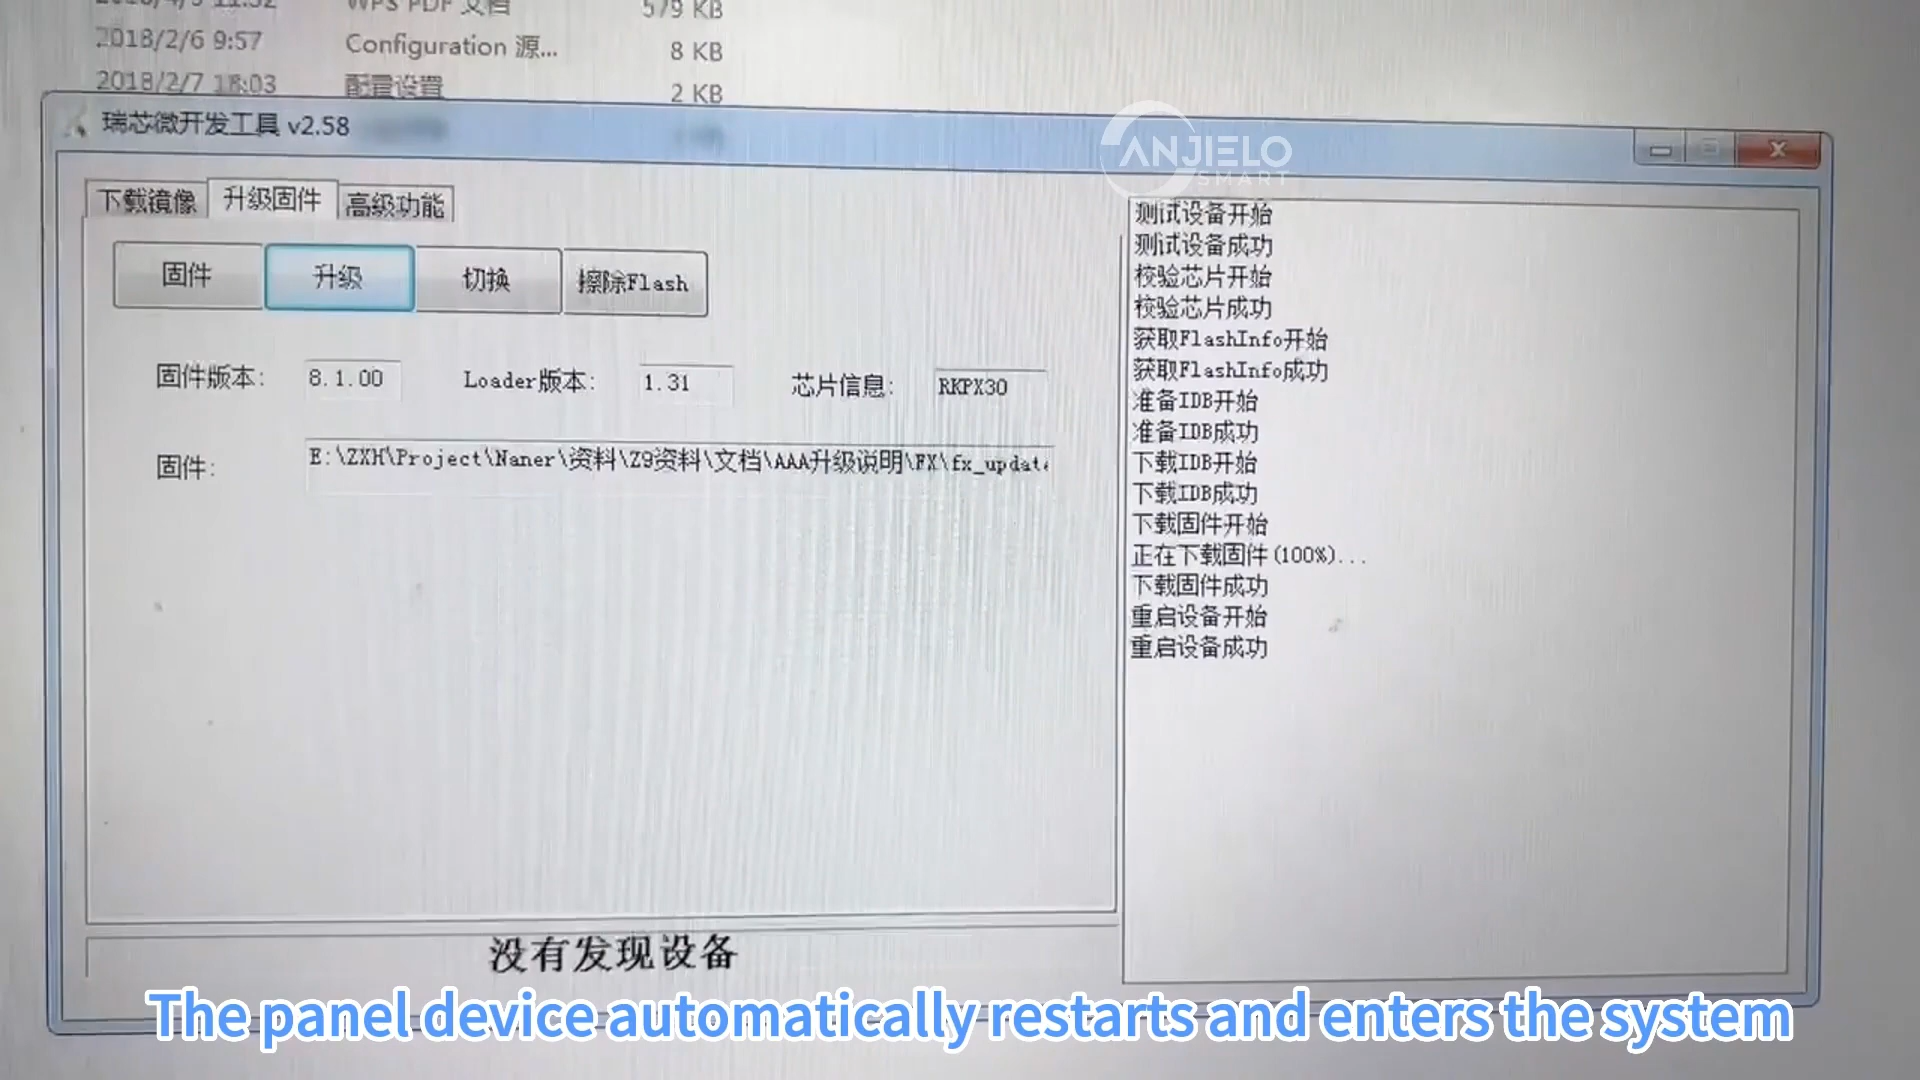 WPS PDF 文档 579 KB
2018/2/6 9:57 Configuration 源... 8 KB
2018/2/7 18:03 配置设置 2 KB
瑞芯微开发工具 v2.58
ANJIELO
SMART
下载镜像 升级固件 高级功能
固件 升级 切换 擦除Flash
固件版本: 8.1.00 Loader版本: 1.31 芯片信息: RKPX30
固件: E:\ZXH\Project\Naner\资料\Z9资料\文档\AAA升级说明\FX\fx_update
测试设备开始
测试设备成功
校验芯片开始
校验芯片成功
获取FlashInfo开始
获取FlashInfo成功
准备IDB开始
准备IDB成功
下载IDB开始
下载IDB成功
下载固件开始
正在下载固件(100%)...
下载固件成功
重启设备开始
重启设备成功
没有发现设备
The panel device automatically restarts and enters the system